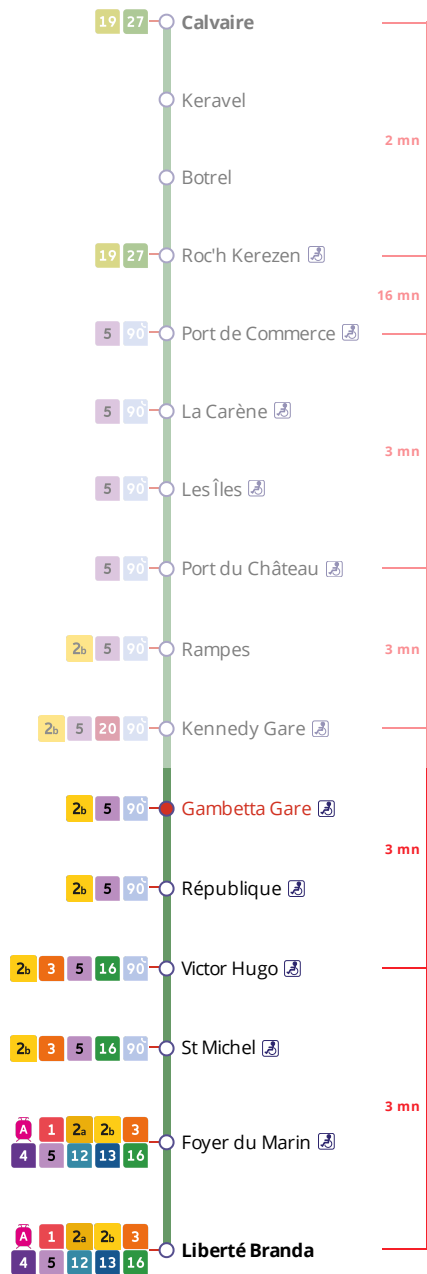 19 27 Calvaire
Keravel
2 mn
Botrel
19 27 Roc'h Kerezen
16 mn
5 90 Port de Commerce
5 90 La Carène
3 mn
5 90 Les Îles
5 90 Port du Château
2b 5 90 Rampes 3 mn
2b 5 20 90 Kennedy Gare
2b 5 90 Gambetta Gare
3 mn
2b 5 90 République
2b 3 5 16 90 Victor Hugo
2b 3 5 16 90 St Michel
3 mn
A 1 2a 2b 3
Foyer du Marin
4 5 12 13 16
A 1 2a 2b 3
Liberté Branda
4 5 12 13 16